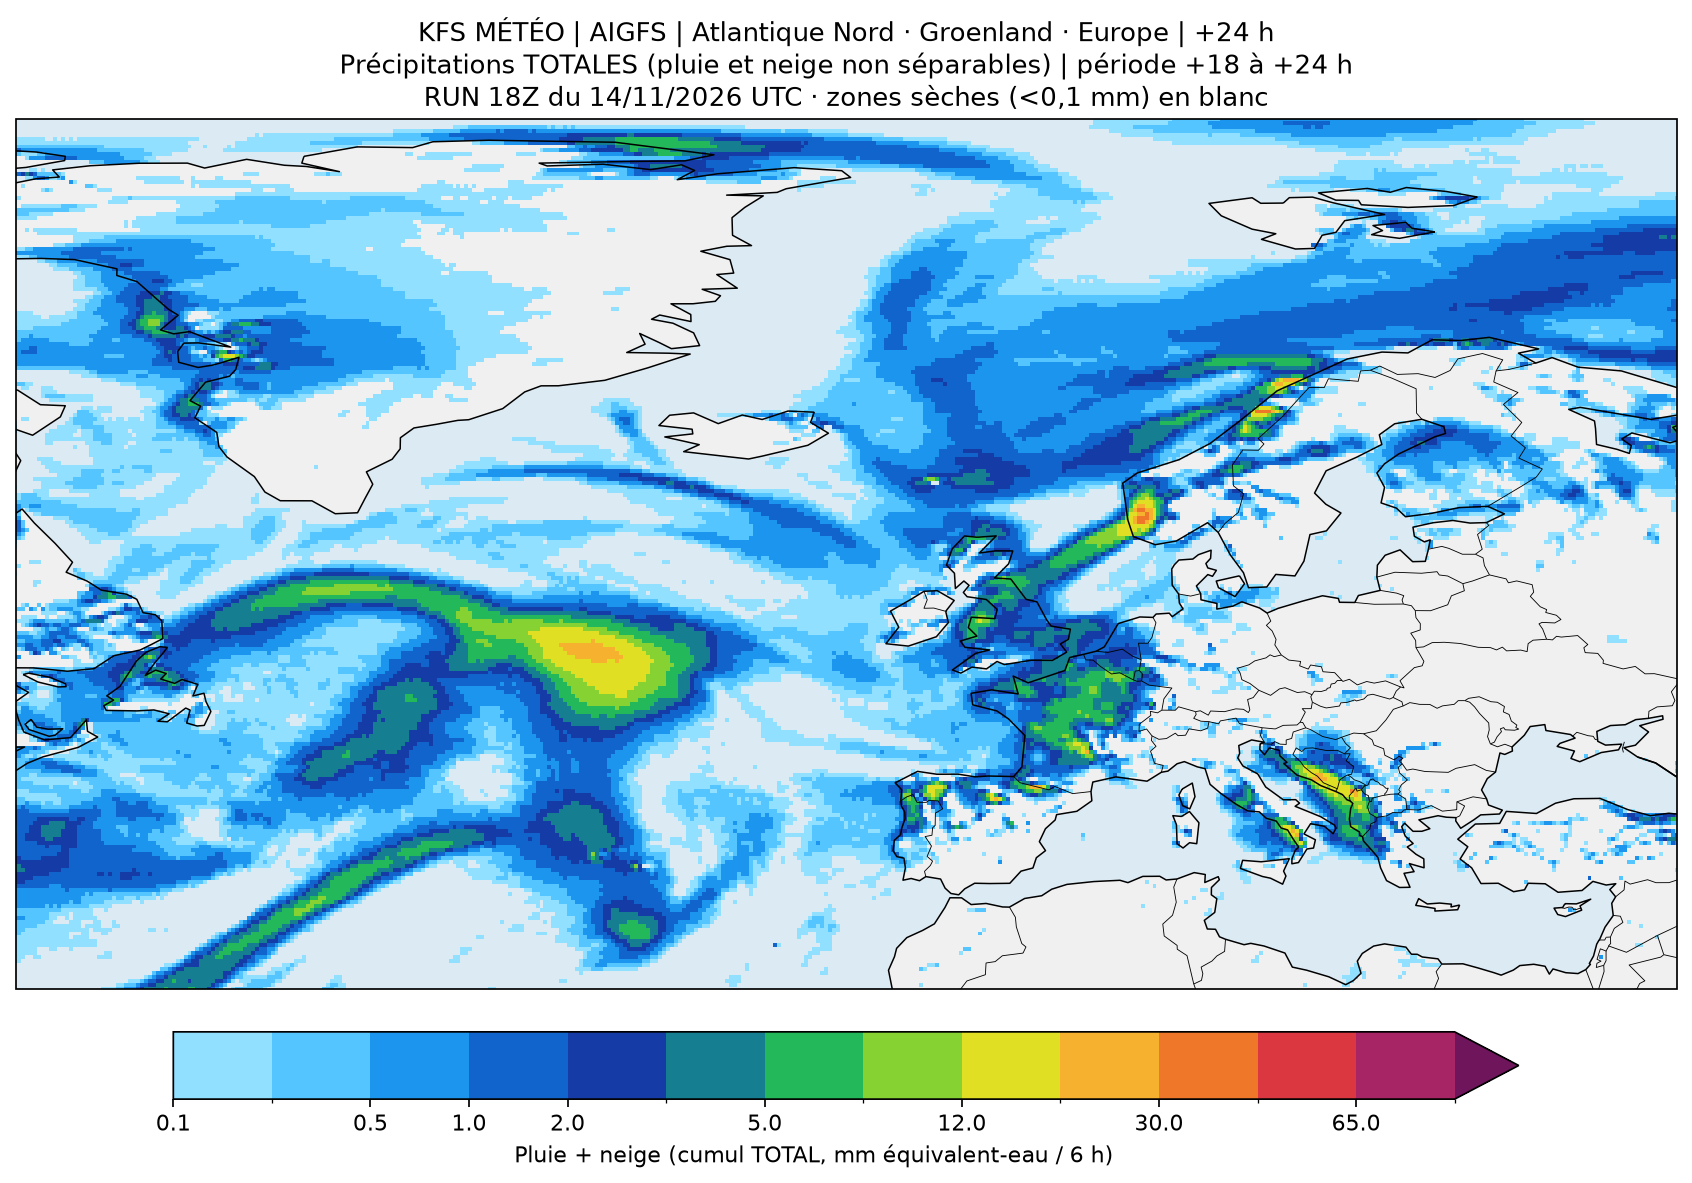 KFS MÉTÉO | AIGFS | Atlantique Nord · Groenland · Europe | +24 h
Précipitations TOTALES (pluie et neige non séparables) | période +18 à +24 h
RUN 18Z du 14/11/2026 UTC · zones sèches (<0,1 mm) en blanc
0.1 0.5 1.0 2.0 5.0 12.0 30.0 65.0
Pluie + neige (cumul TOTAL, mm équivalent-eau / 6 h)